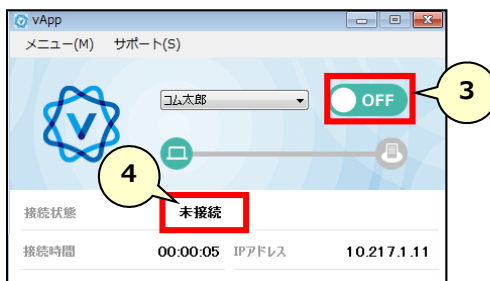 vApp
メニュー(M) サポート(S)
コム太郎
OFF
3
V
4
接続状態 未接続
接続時間 00:00:05 IPアドレス 10.217.1.11